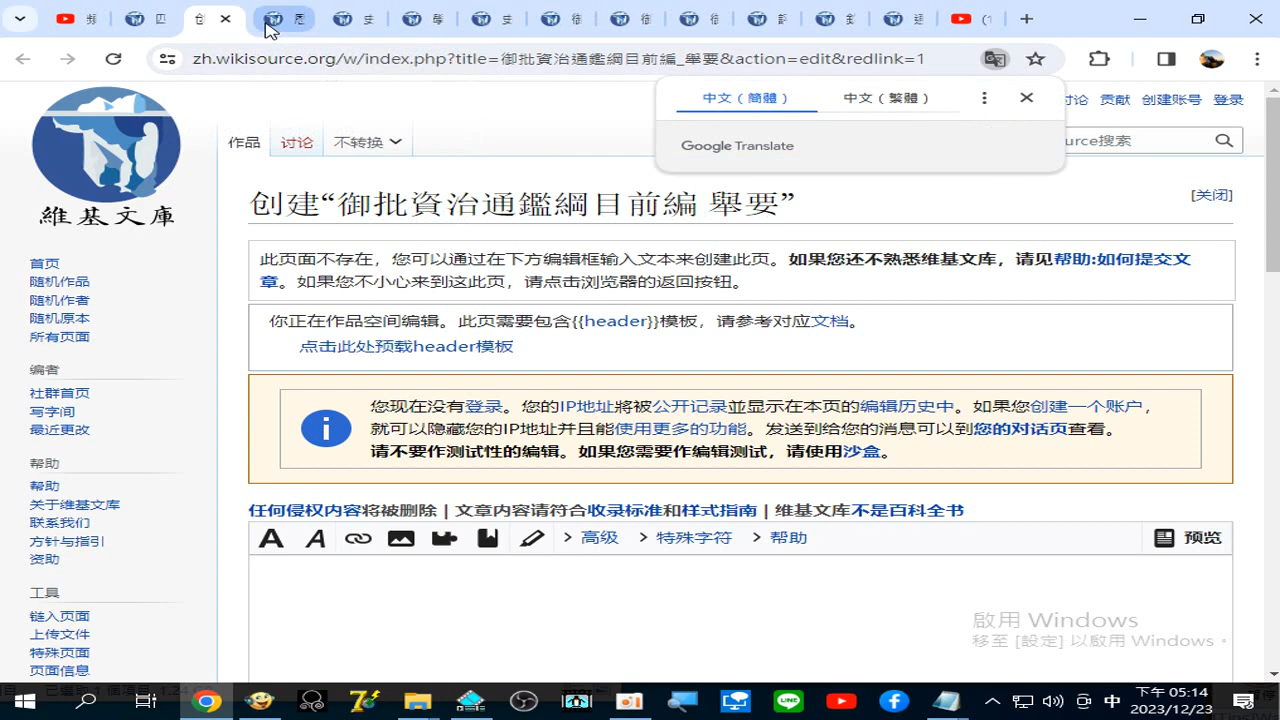 zh.wikisource.org/w/index.php?title=御批資治通鑑綱目前編_舉要&action=edit&redlink=1
中文（簡體） 中文（繁體）
Google Translate
讨论 贡献 创建账号 登录
作品 讨论 不转换
urce搜索
維基文庫
创建“御批資治通鑑綱目前編 舉要” [关闭]
此页面不存在，您可以通过在下方编辑框输入文本来创建此页。如果您还不熟悉维基文库，请见帮助:如何提交文
章。如果您不小心来到这此页，请点击浏览器的返回按钮。
你正在作品空间编辑。此页需要包含{{header}}模板，请参考对应文档。
点击此处预载header模板
您现在没有登录。您的IP地址將被公开记录並显示在本页的编辑历史中。如果您创建一个账户，
就可以隐藏您的IP地址并且能使用更多的功能。发送到给您的消息可以到您的对话页查看。
请不要作测试性的编辑。如果您需要作编辑测试，请使用沙盒。
任何侵权内容将被删除 | 文章内容请符合收录标准和样式指南 | 维基文库不是百科全书
高级 特殊字符 帮助 预览
首页
随机作品
随机作者
随机原本
所有页面
编者
社群首页
写字间
最近更改
帮助
帮助
关于维基文库
联系我们
方针与指引
资助
工具
链入页面
上传文件
特殊页面
页面信息
啟用 Windows
移至 [設定] 以啟用 Windows。
中
下午 05:14
2023/12/23